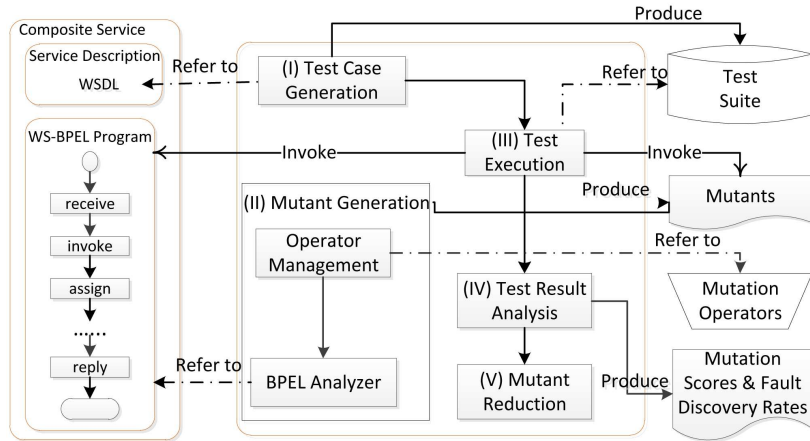 Composite Service
Service Description
WSDL
WS-BPEL Program
receive
invoke
assign
......
reply
Refer to
Refer to
(I) Test Case
Generation
Produce
Refer to
Test
Suite
(III) Test
Execution
Invoke
Invoke
Mutants
(II) Mutant Generation
Produce
Operator
Management
Refer to
Mutation
Operators
BPEL Analyzer
(IV) Test Result
Analysis
(V) Mutant
Reduction
Produce
Mutation
Scores & Fault
Discovery Rates